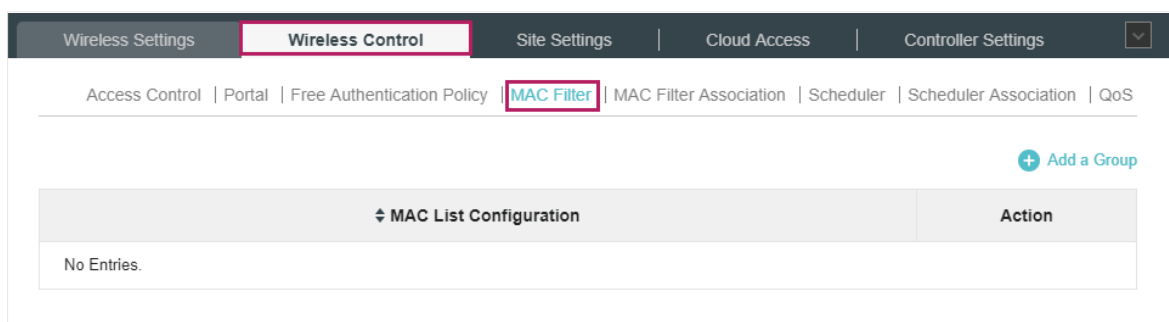 Wireless Settings Wireless Control Site Settings | Cloud Access | Controller Settings
Access Control | Portal | Free Authentication Policy | MAC Filter | MAC Filter Association | Scheduler | Scheduler Association | QoS
Add a Group
MAC List Configuration Action
No Entries.